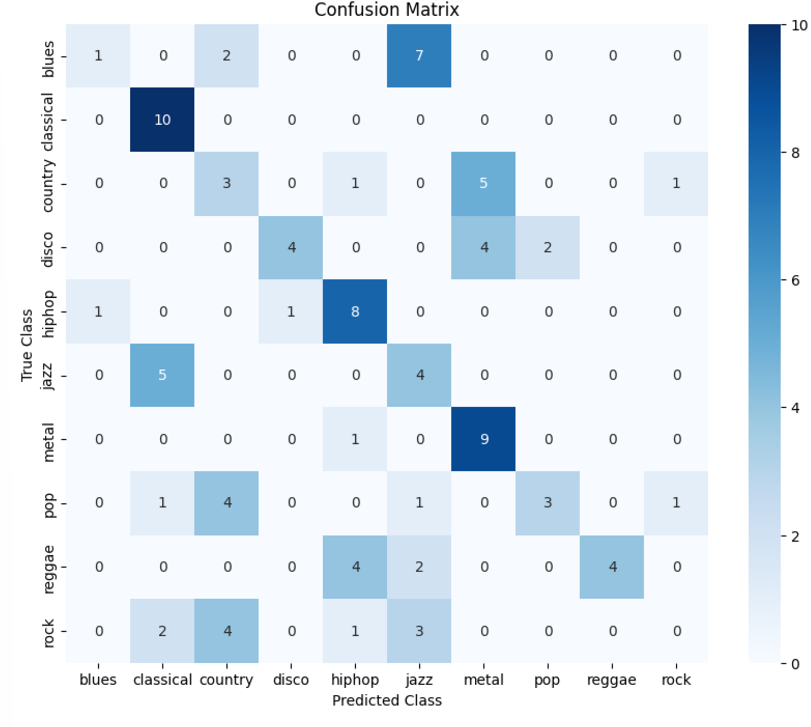 Confusion Matrix
blues 1 0 2 0 0 7 0 0 0 0
classical 0 10 0 0 0 0 0 0 0 0
country 0 0 3 0 1 0 5 0 0 1
disco 0 0 0 4 0 0 4 2 0 0
hiphop 1 0 0 1 8 0 0 0 0 0
jazz 0 5 0 0 0 4 0 0 0 0
metal 0 0 0 0 1 0 9 0 0 0
pop 0 1 4 0 0 1 0 3 0 1
reggae 0 0 0 0 4 2 0 0 4 0
rock 0 2 4 0 1 3 0 0 0 0
True Class
blues classical country disco hiphop jazz metal pop reggae rock
Predicted Class
10
8
6
4
2
0